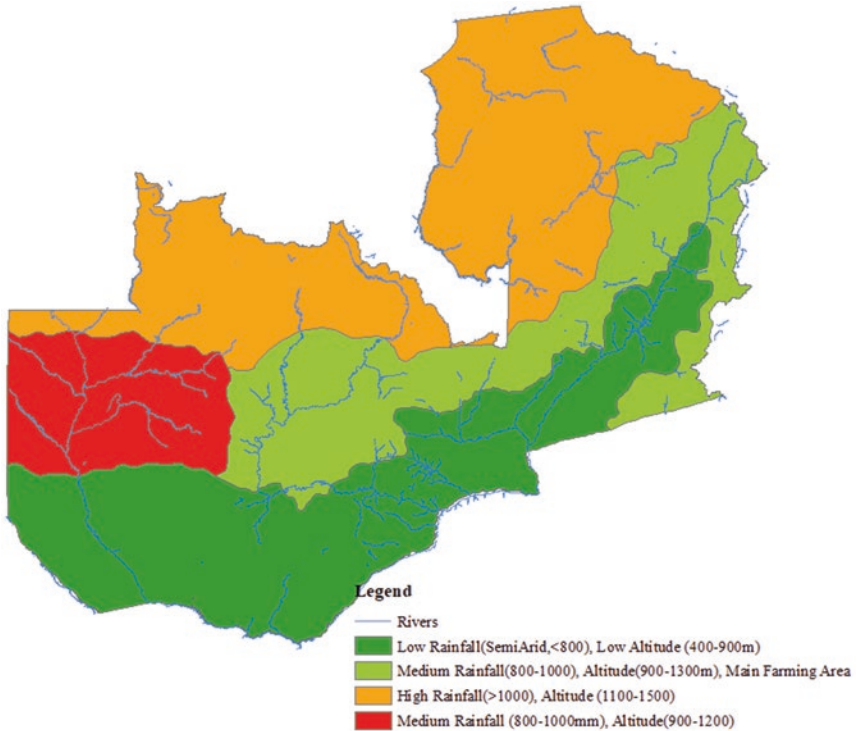 Legend
Rivers
Low Rainfall(SemiArid,<800), Low Altitude (400-900m)
Medium Rainfall(800-1000), Altitude(900-1300m), Main Farming Area
High Rainfall(>1000), Altitude (1100-1500)
Medium Rainfall (800-1000mm), Altitude(900-1200)